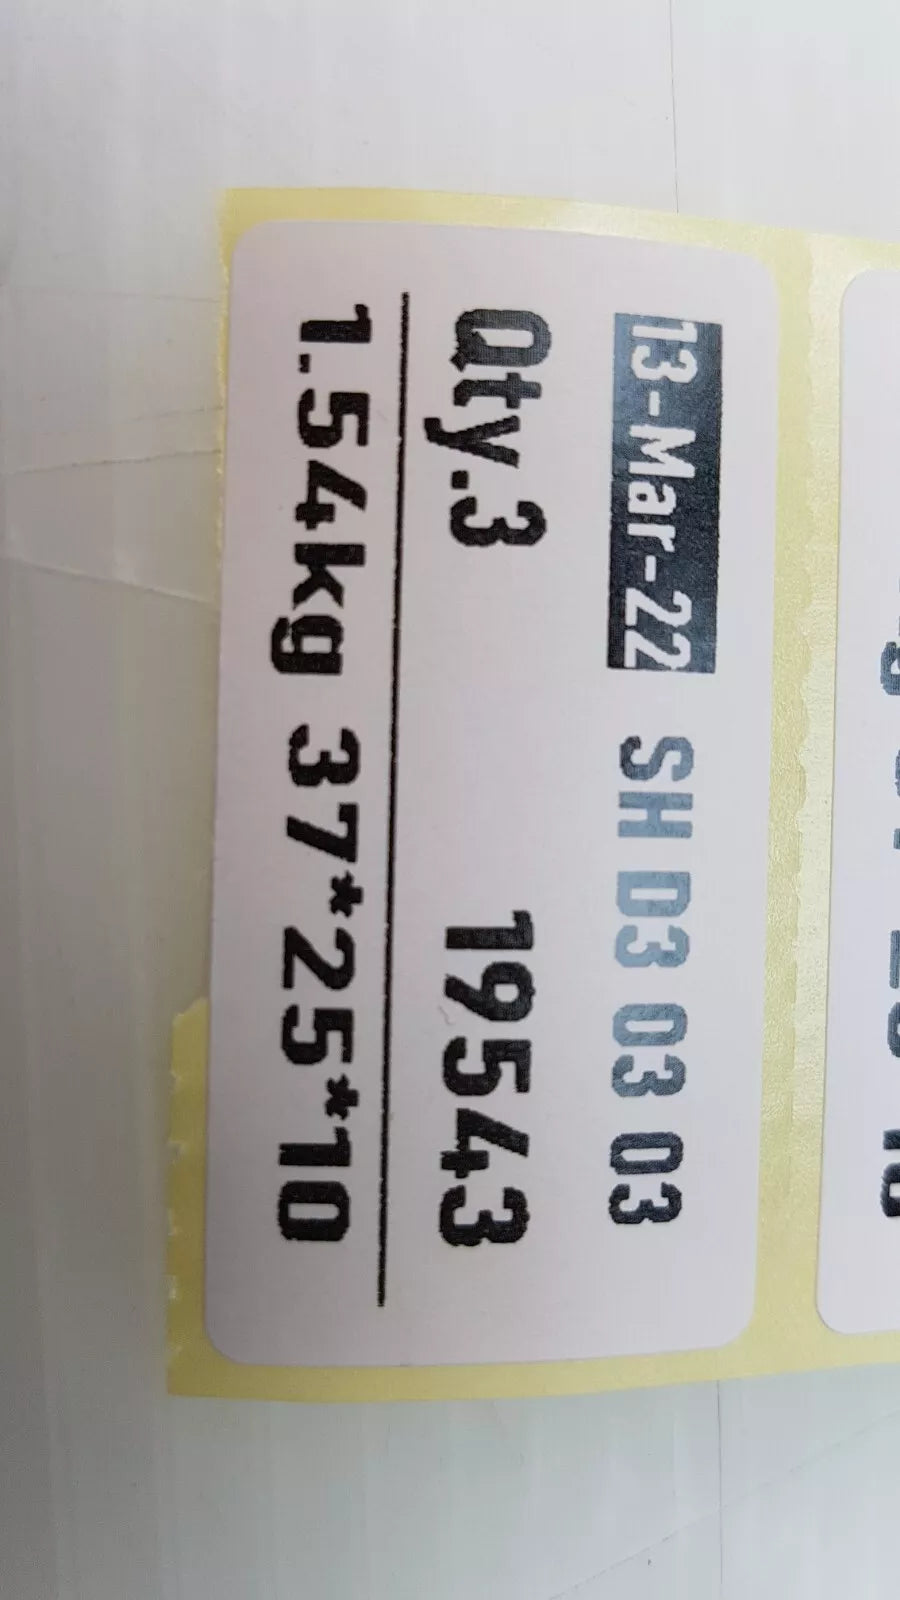 13-Mar-22 SH D3 03 03
Qty.3 19543
1.54kg 37*25*10